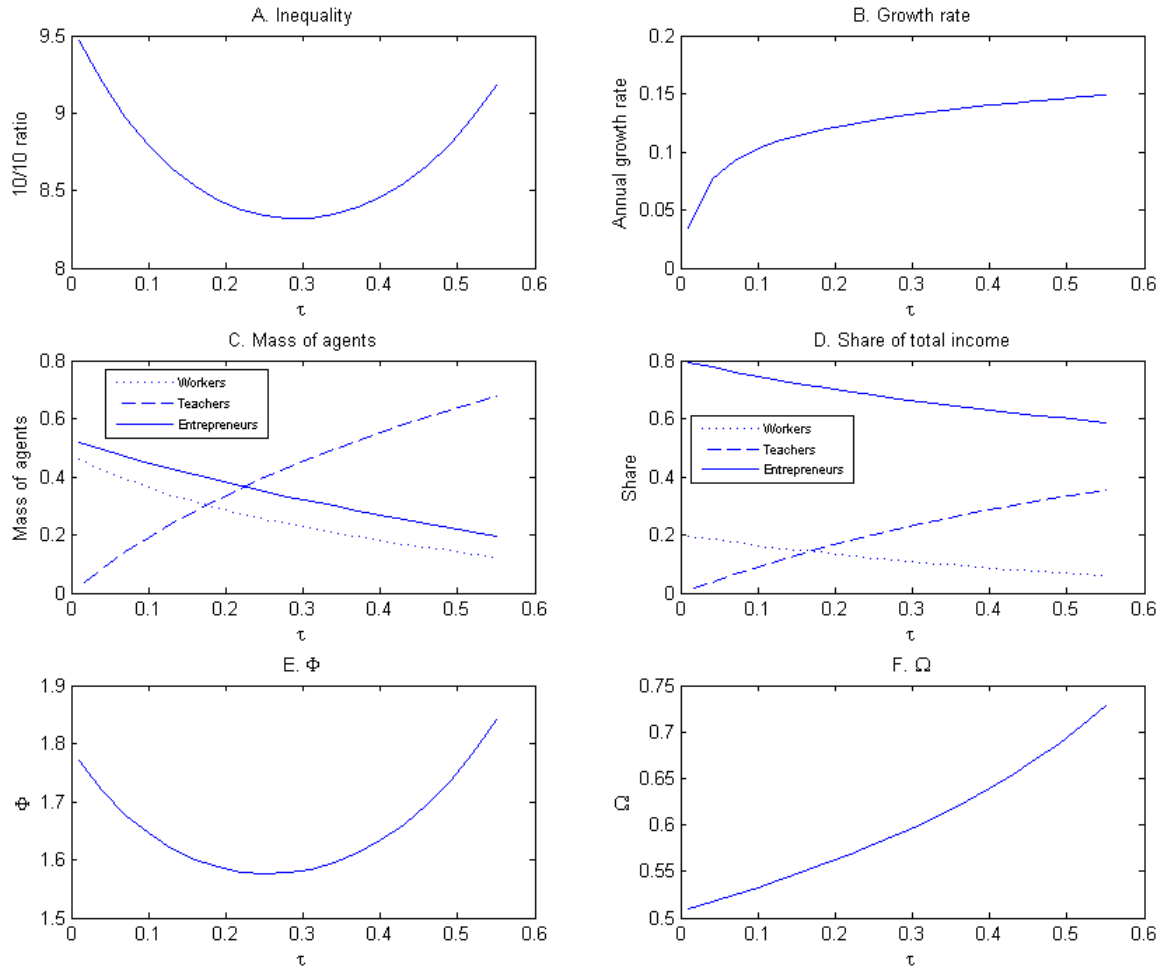 A. Inequality
9.5
9
8.5
8
10/10 ratio
0 0.1 0.2 0.3 0.4 0.5 0.6
τ
B. Growth rate
0.2
0.15
0.1
0.05
0
Annual growth rate
0 0.1 0.2 0.3 0.4 0.5 0.6
τ
C. Mass of agents
0.8
0.6
0.4
0.2
0
Mass of agents
Workers
Teachers
Entrepreneurs
0 0.1 0.2 0.3 0.4 0.5 0.6
τ
D. Share of total income
0.8
0.6
0.4
0.2
0
Share
Workers
Teachers
Entrepreneurs
0 0.1 0.2 0.3 0.4 0.5 0.6
τ
E. Φ
1.9
1.8
1.7
1.6
1.5
Φ
0 0.1 0.2 0.3 0.4 0.5 0.6
τ
F. Ω
0.75
0.7
0.65
0.6
0.55
0.5
Ω
0 0.1 0.2 0.3 0.4 0.5 0.6
τ